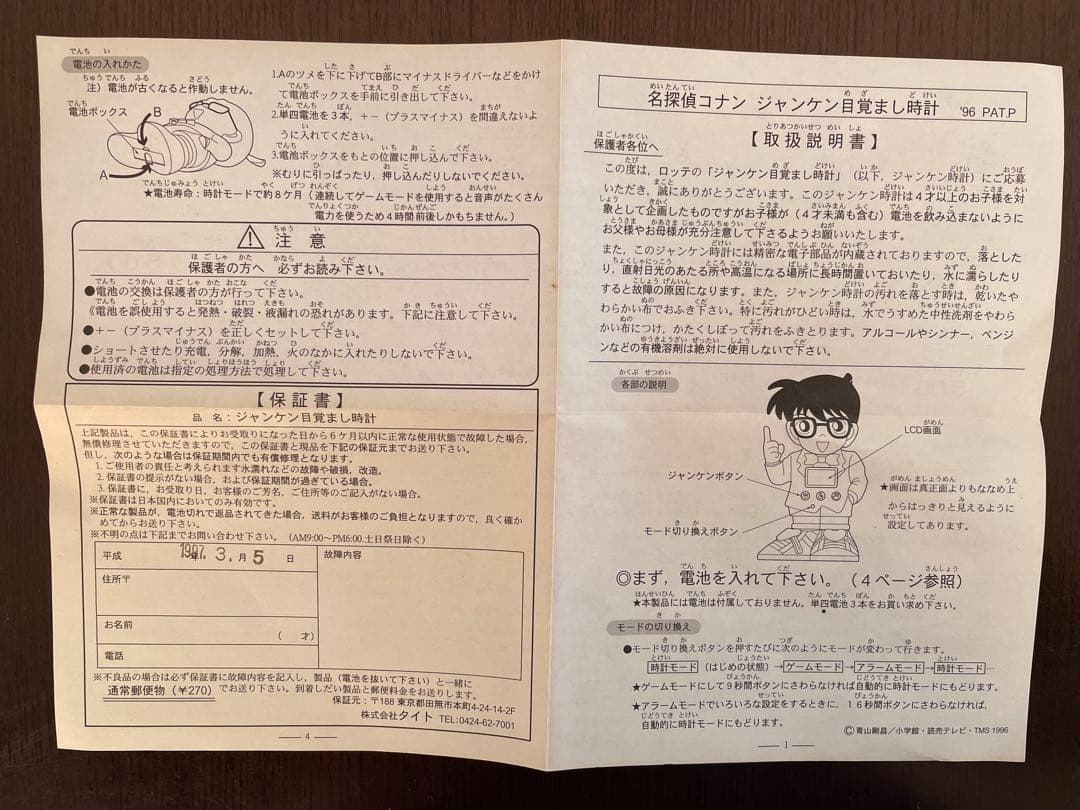 電池の入れかた
注）電池が古くなると作動しません。
電池ボックス
B
A
1.Aのツメを下に下げてB部にマイナスドライバーなどをかけ
て電池ボックスを手前に引き出して下さい。
2.単四電池を3本，＋－（プラスマイナス）を間違えないよ
うに入れてください。
3.電池ボックスをもとの位置に押し込んで下さい。
※むりに引っぱったり，押し込んだりしないでください。
★電池寿命：時計モードで約8ケ月（連続してゲームモードを使用すると音声がたくさん
電力を使うため4時間前後しかもちません。）
注 意
保護者の方へ 必ずお読み下さい。
●電池の交換は保護者の方が行って下さい。
《電池を誤使用すると発熱・破裂・液漏れの恐れがあります。下記に注意して下さい。
●＋－（プラスマイナス）を正しくセットして下さい。
●ショートさせたり充電，分解，加熱，火のなかに入れたりしないで下さい。
●使用済の電池は指定の処理方法で処理して下さい。
【保証書】
品 名：ジャンケン目覚まし時計
上記製品は，この保証書によりお受取りになった日から6ケ月以内に正常な使用状態で故障した場合，
無償修理させていただきますので，この保証書と現品を下記の保証元までお送り下さい。
但し，次のような場合は保証期間内でも有償修理となります。
1. ご使用者の責任と考えられます水濡れなどの故障や破損，改造。
2. 保証書の提示がない場合，および保証期間が過ぎている場合。
3. 保証書に，お受取り日，お客様のご芳名，ご住所等のご記入がない場合。
※保証書は日本国内においてのみ有効です。
※正常な製品が，電池切れで返品されてきた場合，送料がお客様のご負担となりますので，良く確か
めてからお送り下さい。
※不明の点は下記までお問い合わせ下さい。（AM9:00～PM6:00.土日祭日除く）
平成 1997. 3. 月 5 日
故障内容
住所〒
お名前
（ 才）
電話
※不良品の場合は必ず保証書に故障内容を記入し，製品（電池を抜いて下さい）と一緒に
通常郵便物（¥270）でお送り下さい。到着しだい製品と郵便料金をお送りします。
保証元：〒188 東京都田無市本町4-24-14-2F
株式会社タイト TEL:0424-62-7001
― 4 ―
名探偵コナン ジャンケン目覚まし時計 '96 PAT.P
【取扱説明書】
保護者各位へ
この度は，ロッテの「ジャンケン目覚まし時計」（以下，ジャンケン時計）にご応募
いただき，誠にありがとうございます。このジャンケン時計は4才以上のお子様を対
象として企画したものですがお子様が（4才未満も含む）電池を飲み込まないように
お父様やお母様が充分注意して下さるようお願いいたします。
また，このジャンケン時計には精密な電子部品が内蔵されておりますので，落とした
り，直射日光のあたる所や高温になる場所に長時間置いておいたり，水に濡らしたり
すると故障の原因になります。また，ジャンケン時計の汚れを落とす時は，乾いたや
わらかい布でおふき下さい。特に汚れがひどい時は，水でうすめた中性洗剤をやわら
かい布につけ，かたくしぼって汚れをふきとります。アルコールやシンナー，ベンジ
ンなどの有機溶剤は絶対に使用しないで下さい。
各部の説明
LCD画面
ジャンケンボタン
★画面は真正面よりもななめ上
からはっきりと見えるように
設定してあります。
モード切り換えボタン
◎まず，電池を入れて下さい。（4ページ参照）
★本製品には電池は付属しておりません。単四電池3本をお買い求め下さい。
モードの切り換え
●モード切り換えボタンを押すたびに次のようにモードが変わって行きます。
時計モード（はじめの状態）→ゲームモード→アラームモード→時計モード…
★ゲームモードにして9秒間ボタンにさわらなければ自動的に時計モードにもどります。
★アラームモードでいろいろな設定をするときに，16秒間ボタンにさわらなければ，
自動的に時計モードにもどります。
Ⓒ青山剛昌／小学館・読売テレビ・TMS 1996
― 1 ―